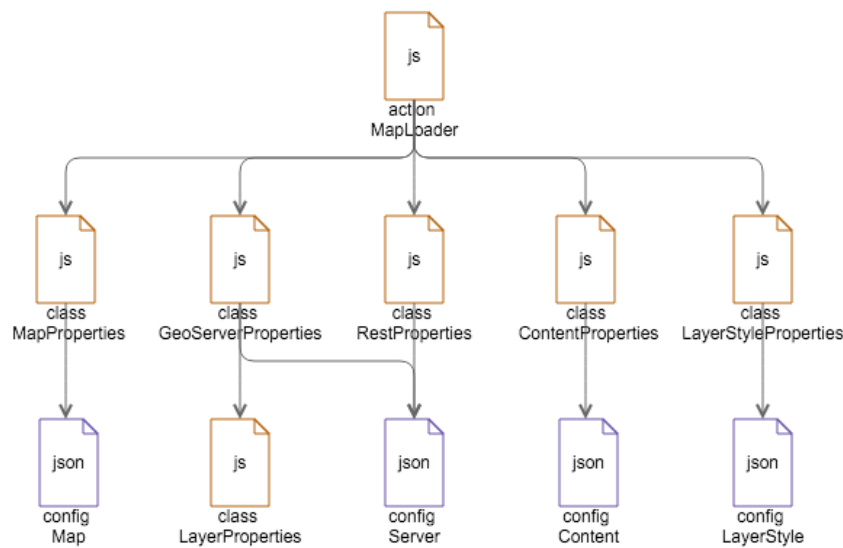 js
action
MapLoader
js
class
MapProperties
js
class
GeoServerProperties
js
class
RestProperties
js
class
ContentProperties
js
class
LayerStyleProperties
json
config
Map
js
class
LayerProperties
json
config
Server
json
config
Content
json
config
LayerStyle